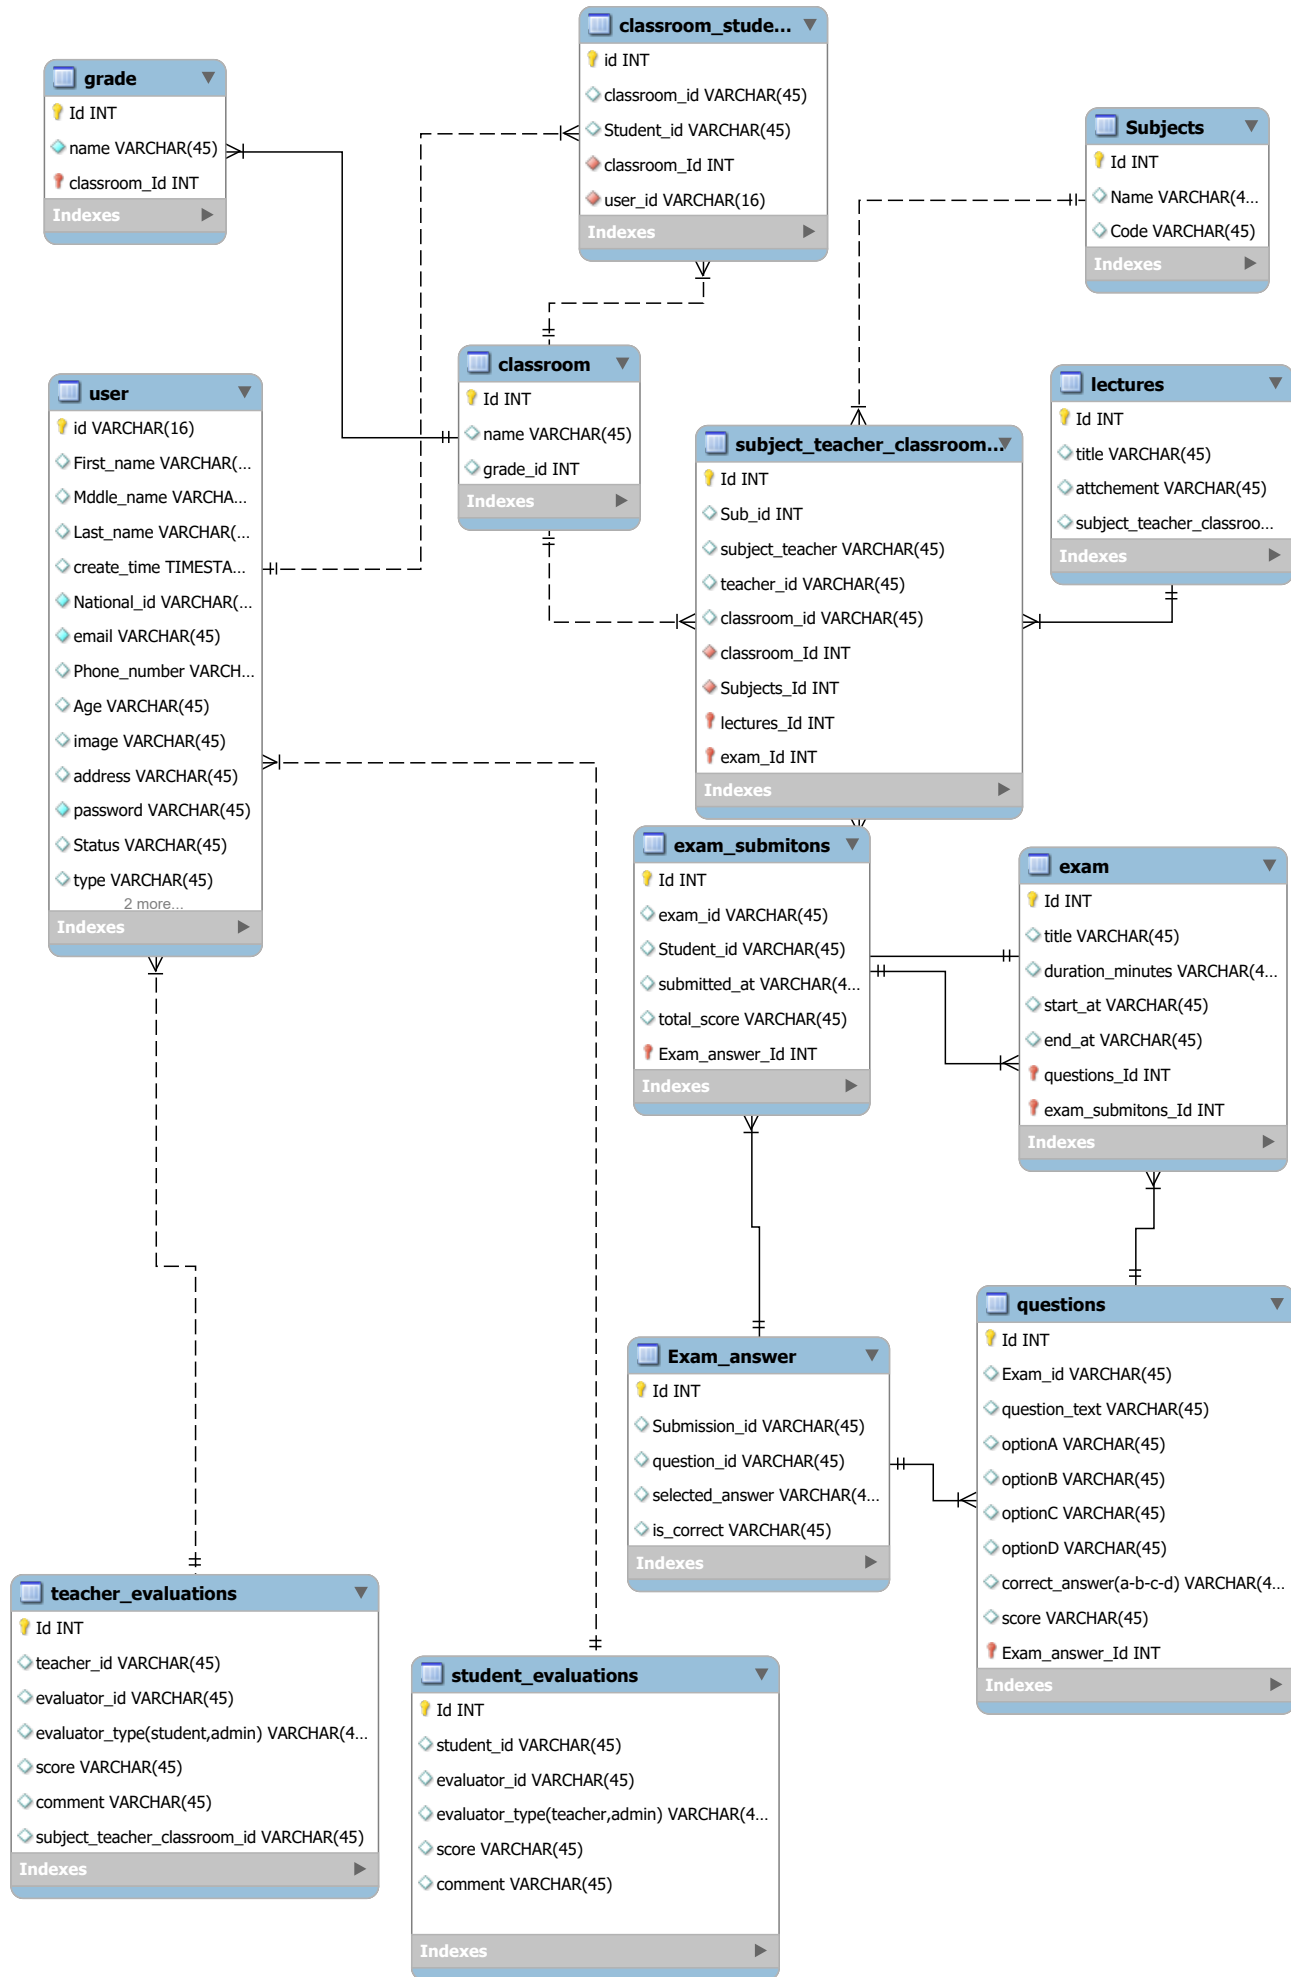 classroom_stude...
id INT
classroom_id VARCHAR(45)
Student_id VARCHAR(45)
classroom_Id INT
user_id VARCHAR(16)
Indexes
grade
Id INT
name VARCHAR(45)
classroom_Id INT
Indexes
Subjects
Id INT
Name VARCHAR(4...
Code VARCHAR(45)
Indexes
classroom
Id INT
name VARCHAR(45)
grade_id INT
Indexes
user
id VARCHAR(16)
First_name VARCHAR(...
Mddle_name VARCHA...
Last_name VARCHAR(...
create_time TIMESTA...
National_id VARCHAR(...
email VARCHAR(45)
Phone_number VARCH...
Age VARCHAR(45)
image VARCHAR(45)
address VARCHAR(45)
password VARCHAR(45)
Status VARCHAR(45)
type VARCHAR(45)
2 more...
Indexes
subject_teacher_classroom...
Id INT
Sub_id INT
subject_teacher VARCHAR(45)
teacher_id VARCHAR(45)
classroom_id VARCHAR(45)
classroom_Id INT
Subjects_Id INT
lectures_Id INT
exam_Id INT
Indexes
lectures
Id INT
title VARCHAR(45)
attchement VARCHAR(45)
subject_teacher_classroo...
Indexes
exam_submitons
Id INT
exam_id VARCHAR(45)
Student_id VARCHAR(45)
submitted_at VARCHAR(4...
total_score VARCHAR(45)
Exam_answer_Id INT
Indexes
exam
Id INT
title VARCHAR(45)
duration_minutes VARCHAR(4...
start_at VARCHAR(45)
end_at VARCHAR(45)
questions_Id INT
exam_submitons_Id INT
Indexes
Exam_answer
Id INT
Submission_id VARCHAR(45)
question_id VARCHAR(45)
selected_answer VARCHAR(4...
is_correct VARCHAR(45)
Indexes
questions
Id INT
Exam_id VARCHAR(45)
question_text VARCHAR(45)
optionA VARCHAR(45)
optionB VARCHAR(45)
optionC VARCHAR(45)
optionD VARCHAR(45)
correct_answer(a-b-c-d) VARCHAR(4...
score VARCHAR(45)
Exam_answer_Id INT
Indexes
teacher_evaluations
Id INT
teacher_id VARCHAR(45)
evaluator_id VARCHAR(45)
evaluator_type(student,admin) VARCHAR(4...
score VARCHAR(45)
comment VARCHAR(45)
subject_teacher_classroom_id VARCHAR(45)
Indexes
student_evaluations
Id INT
student_id VARCHAR(45)
evaluator_id VARCHAR(45)
evaluator_type(teacher,admin) VARCHAR(4...
score VARCHAR(45)
comment VARCHAR(45)
Indexes